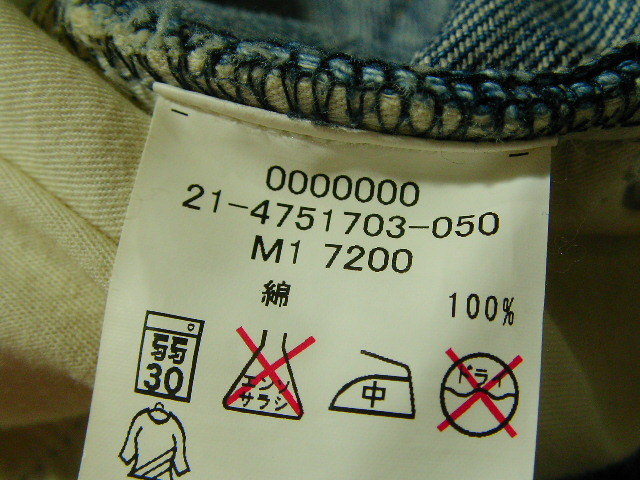 0000000
21-4751703-050
M1 7200
綿 100%
弱 30
エンソ サラシ
中
ドライ